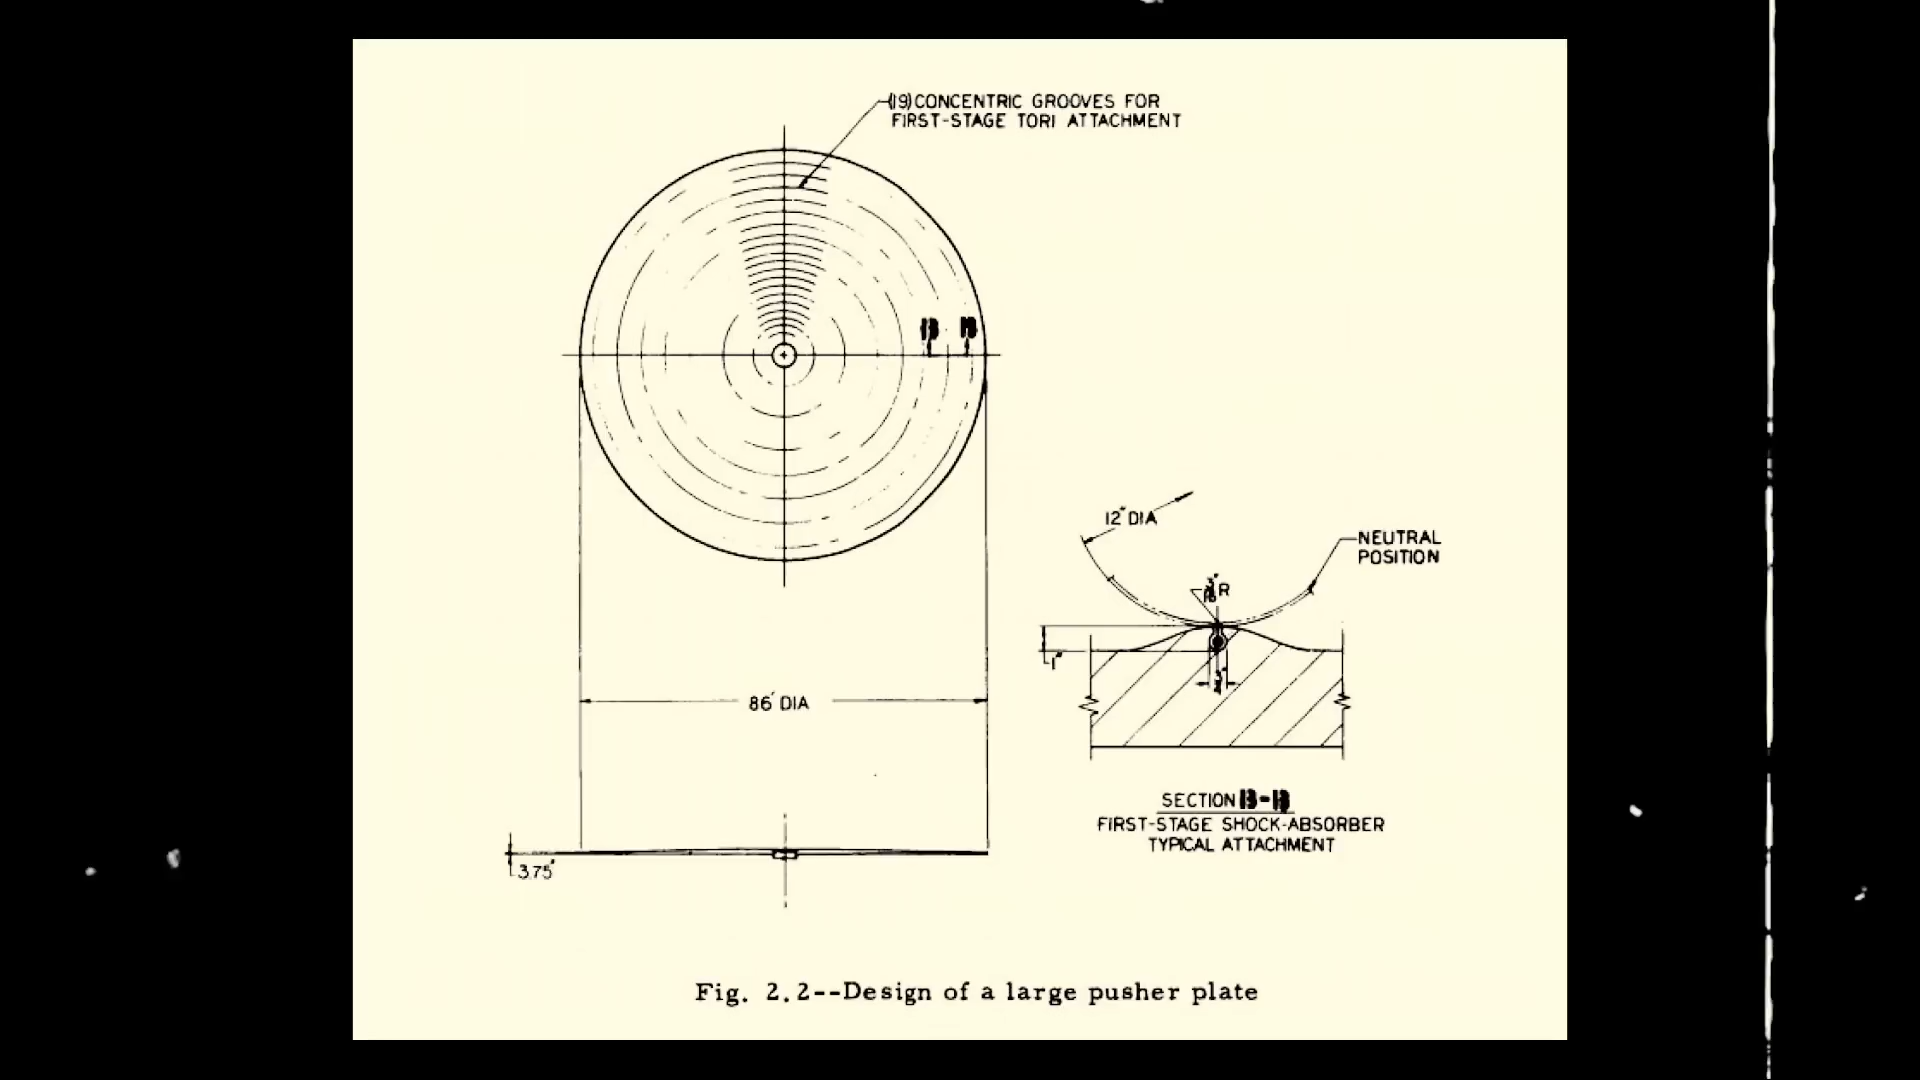 (19) CONCENTRIC GROOVES FOR
FIRST-STAGE TORI ATTACHMENT
12" DIA
NEUTRAL
POSITION
R
1"
86' DIA
3.75"
SECTION
FIRST-STAGE SHOCK-ABSORBER
TYPICAL ATTACHMENT
Fig. 2.2--Design of a large pusher plate